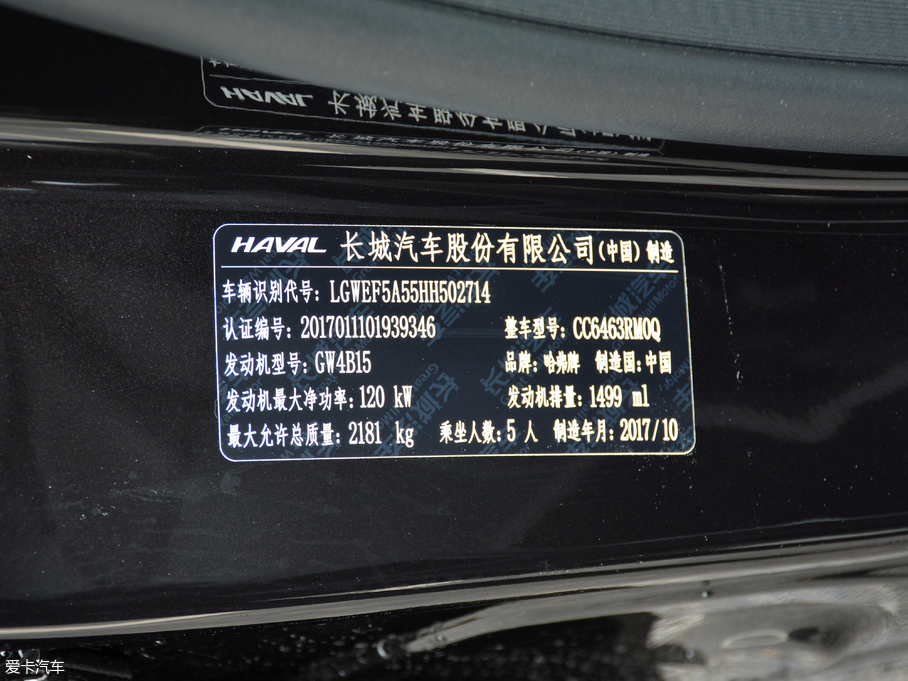 HAVAL 长城汽车股份有限公司(中国)制造
车辆识别代号: LGWEF5A55HH502714
认证编号: 2017011101939346 整车型号: CC6463RM0Q
发动机型号: GW4B15 品牌: 哈弗牌 制造国: 中国
发动机最大净功率: 120 kW 发动机排量: 1499 ml
最大允许总质量: 2181 kg 乘坐人数: 5 人 制造年月: 2017/10
爱卡汽车